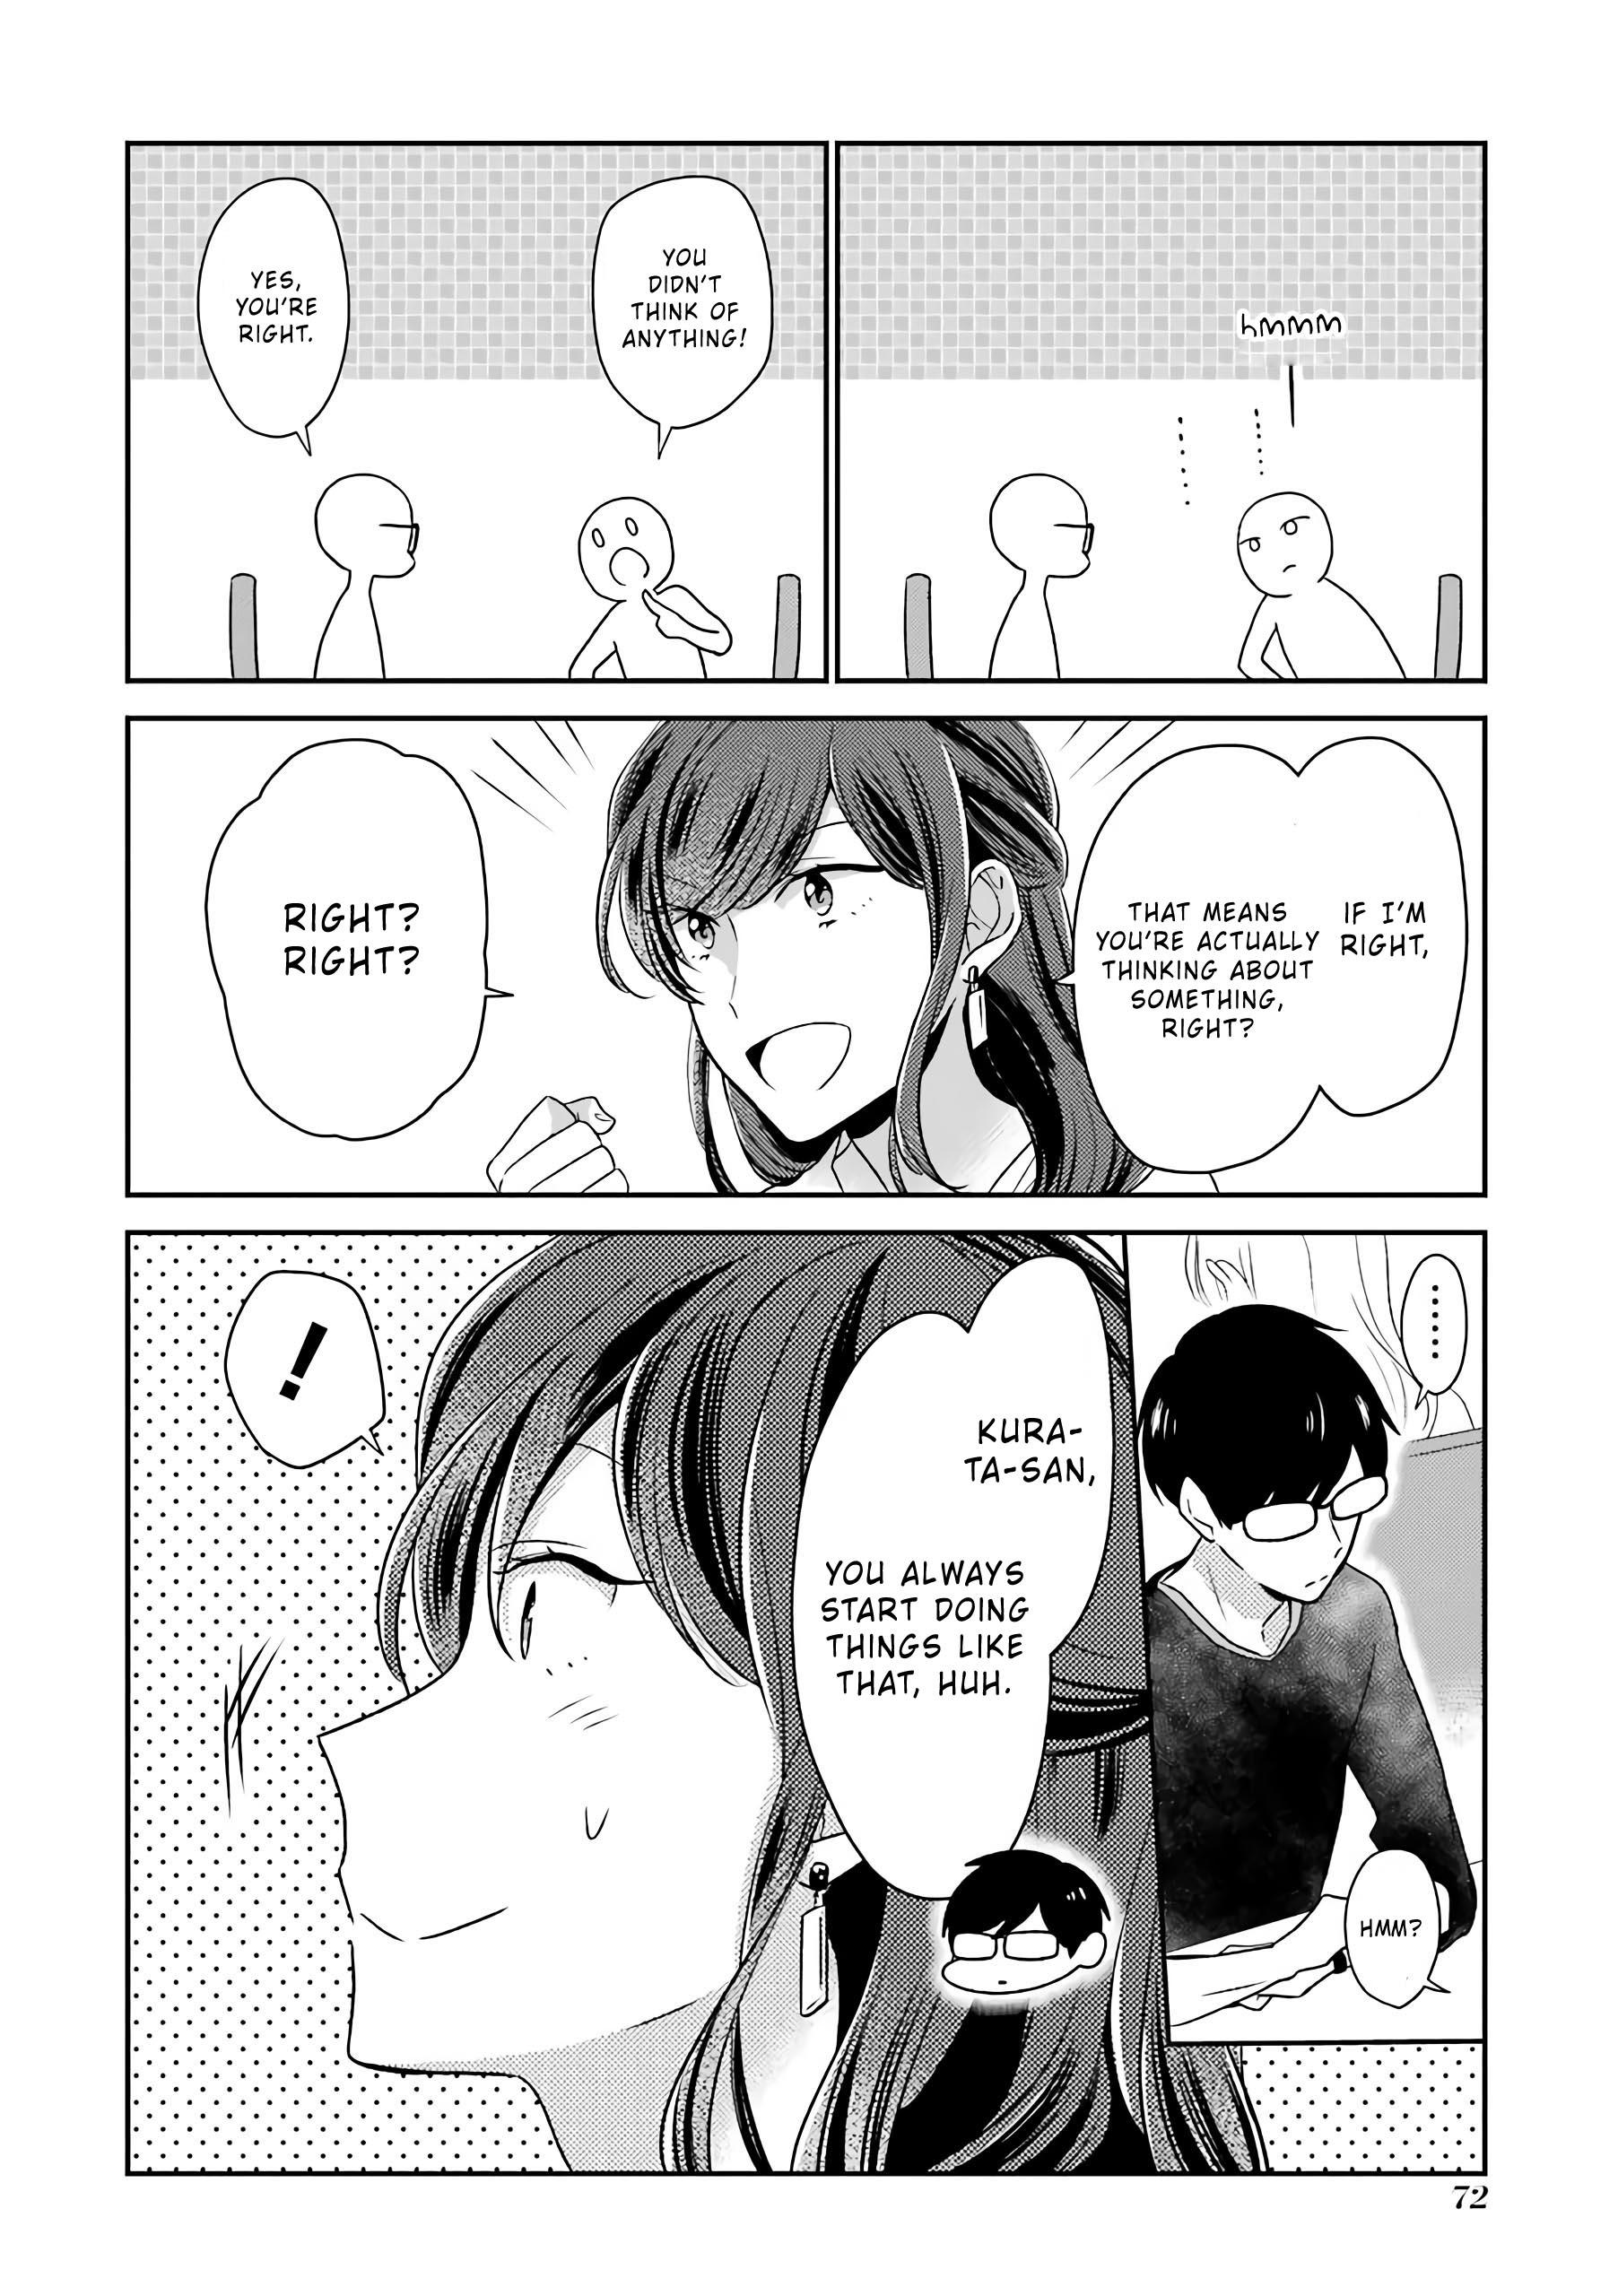 hmmm
YOU
DIDN'T
THINK OF
ANYTHING!
YES,
YOU'RE
RIGHT.
IF I'M
RIGHT,
THAT MEANS
YOU'RE ACTUALLY
THINKING ABOUT
SOMETHING,
RIGHT?
RIGHT?
RIGHT?
........
HMM?
KURA-
TA-SAN,
YOU ALWAYS
START DOING
THINGS LIKE
THAT, HUH.
!
72